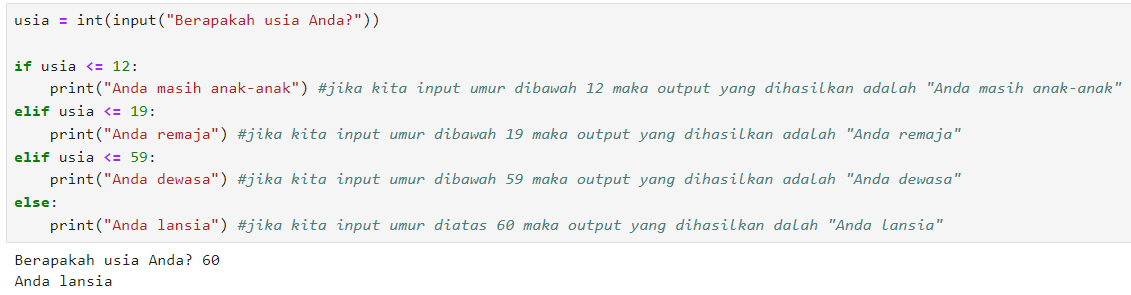 usia = int(input("Berapakah usia Anda?"))
if usia <= 12:
print("Anda masih anak-anak") #jika kita input umur dibawah 12 maka output yang dihasilkan adalah "Anda masih anak-anak"
elif usia <= 19:
print("Anda remaja") #jika kita input umur dibawah 19 maka output yang dihasilkan adalah "Anda remaja"
elif usia <= 59:
print("Anda dewasa") #jika kita input umur dibawah 59 maka output yang dihasilkan adalah "Anda dewasa"
else:
print("Anda lansia") #jika kita input umur diatas 60 maka output yang dihasilkan dalah "Anda lansia"
Berapakah usia Anda? 60
Anda lansia